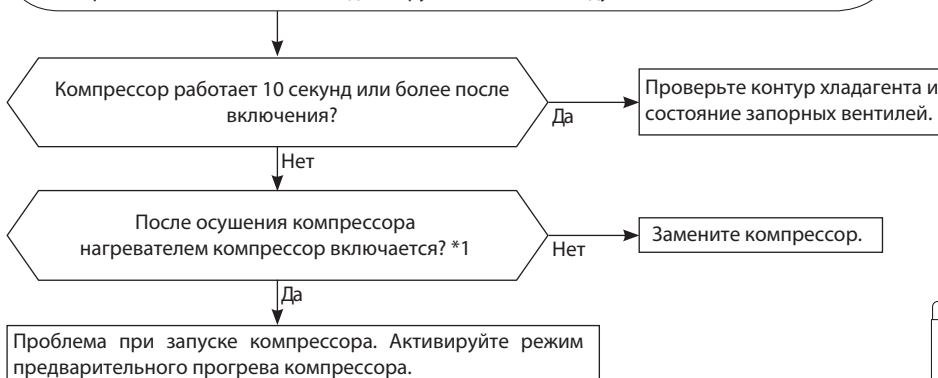 Компрессор работает 10 секунд или более после
включения?
Да
Проверьте контур хладагента и
состояние запорных вентилей.
Нет
После осушения компрессора
нагревателем компрессор включается? *1
Нет
Замените компрессор.
Да
Проблема при запуске компрессора. Активируйте режим
предварительного прогрева компрессора.